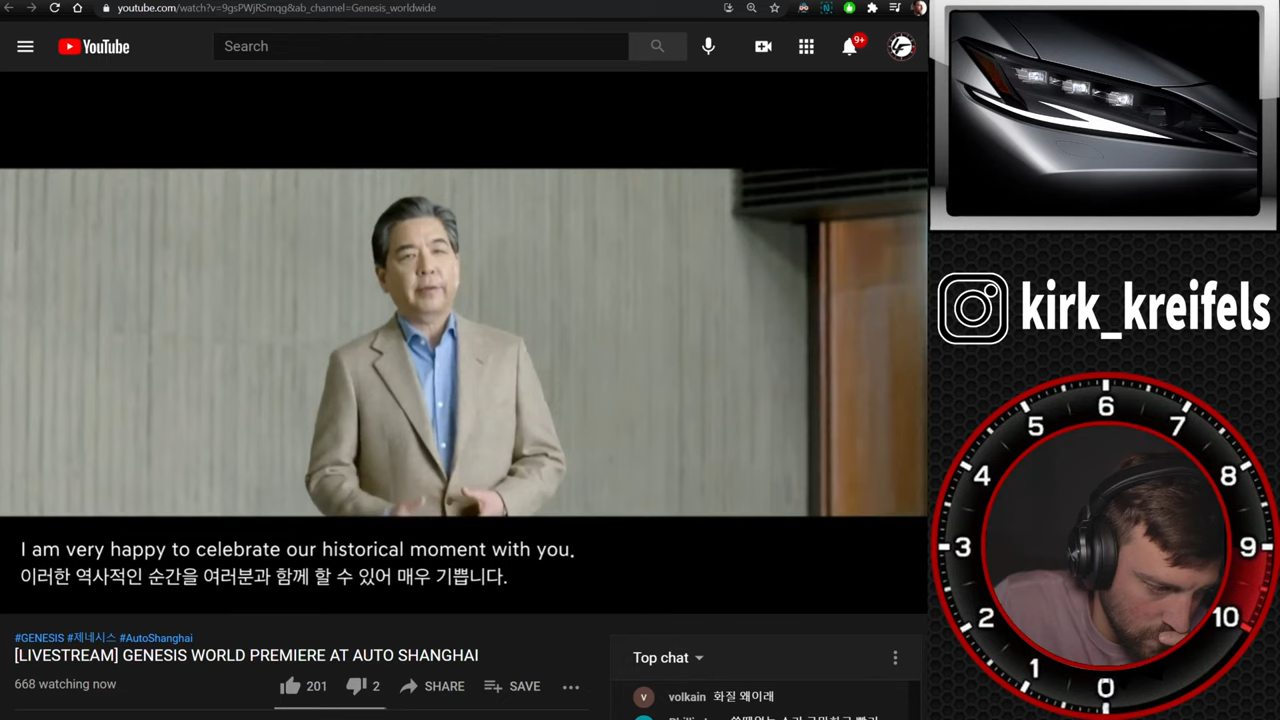 youtube.com/watch?v=9gsPWjRSmqg&ab_channel=Genesis_worldwide
YouTube
Search
9+
I am very happy to celebrate our historical moment with you.
이러한 역사적인 순간을 여러분과 함께 할 수 있어 매우 기쁩니다.
#GENESIS #제네시스 #AutoShanghai
[LIVESTREAM] GENESIS WORLD PREMIERE AT AUTO SHANGHAI
668 watching now
201
2
SHARE
SAVE
Top chat
V
volkain 화질 왜이래
kirk_kreifels
0
1
2
3
4
5
6
7
8
9
10